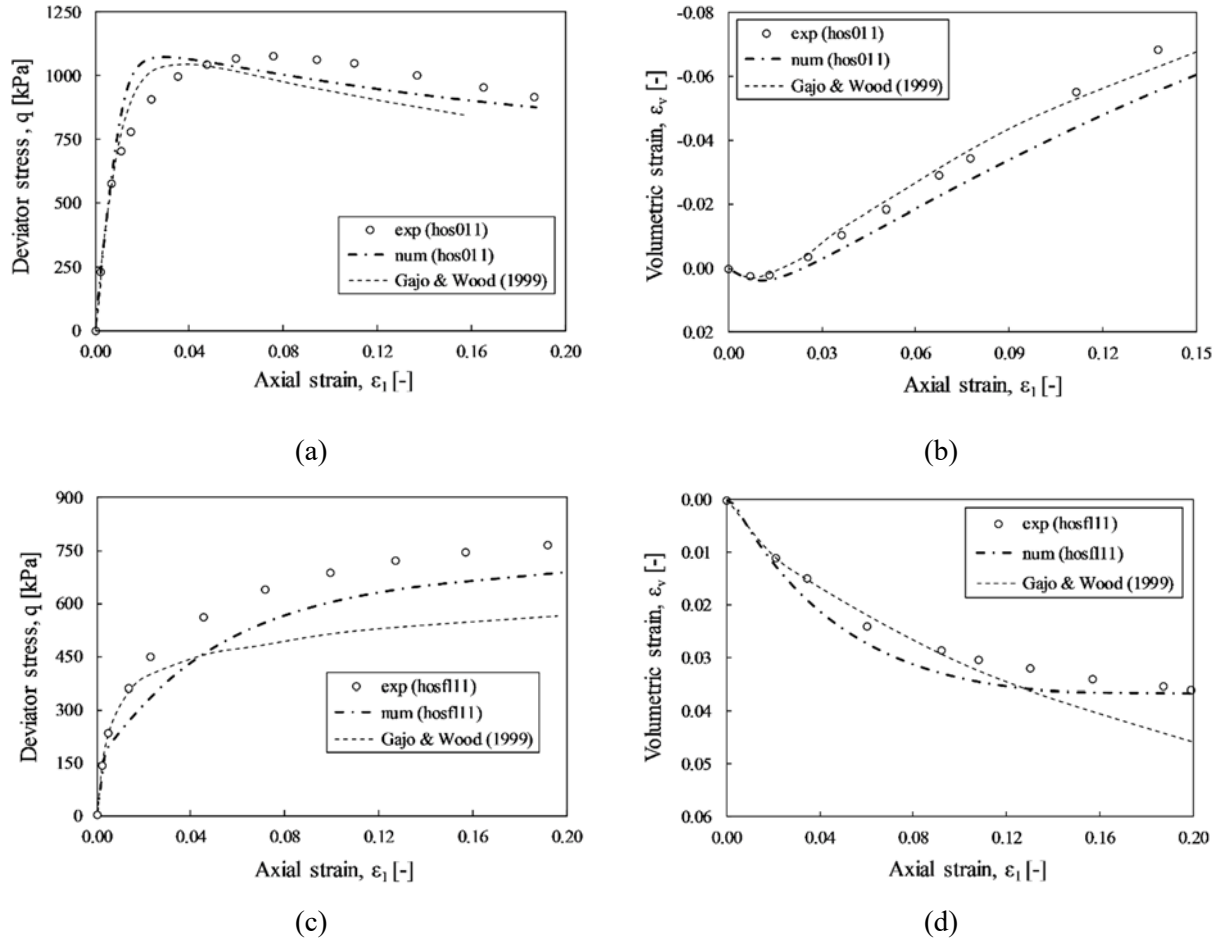 1250
1000
750
500
250
0
Deviator stress , q [kPa]
exp (hos011)
num (hos011)
Gajo & Wood (1999)
0.00 0.04 0.08 0.12 0.16 0.20
Axial strain, ε1 [-]
(a)
-0.08
-0.06
-0.04
-0.02
0.00
0.02
Volumetric strain, εv [-]
exp (hos011)
num (hos011)
Gajo & Wood (1999)
0.00 0.03 0.06 0.09 0.12 0.15
Axial strain, ε1 [-]
(b)
900
750
600
450
300
150
0
Deviator stress, q [kPa]
exp (hosfl11)
num (hosfl11)
Gajo & Wood (1999)
0.00 0.04 0.08 0.12 0.16 0.20
Axial strain, ε1 [-]
(c)
0.00
0.01
0.02
0.03
0.04
0.05
0.06
Volumetric strain, εv [-]
exp (hosfl11)
num (hosfl11)
Gajo & Wood (1999)
0.00 0.04 0.08 0.12 0.16 0.20
Axial strain, ε1 [-]
(d)